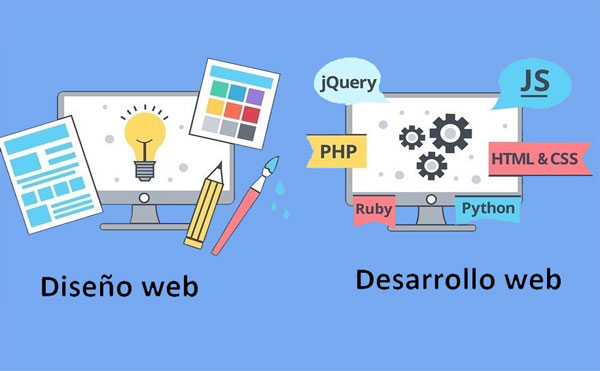 jQuery
JS
PHP
HTML & CSS
Ruby
Python
Diseño web
Desarrollo web